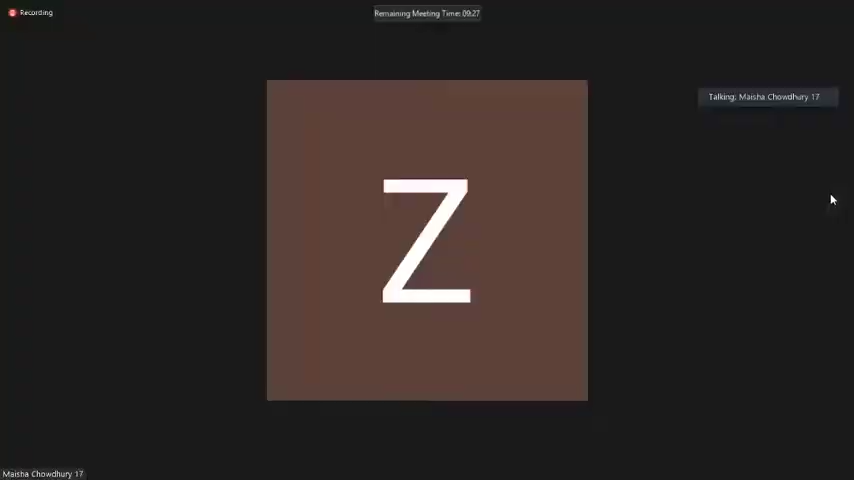 Recording
Remaining Meeting Time: 09:27
Talking: Maisha Chowdhury 17
Z
Maisha Chowdhury 17